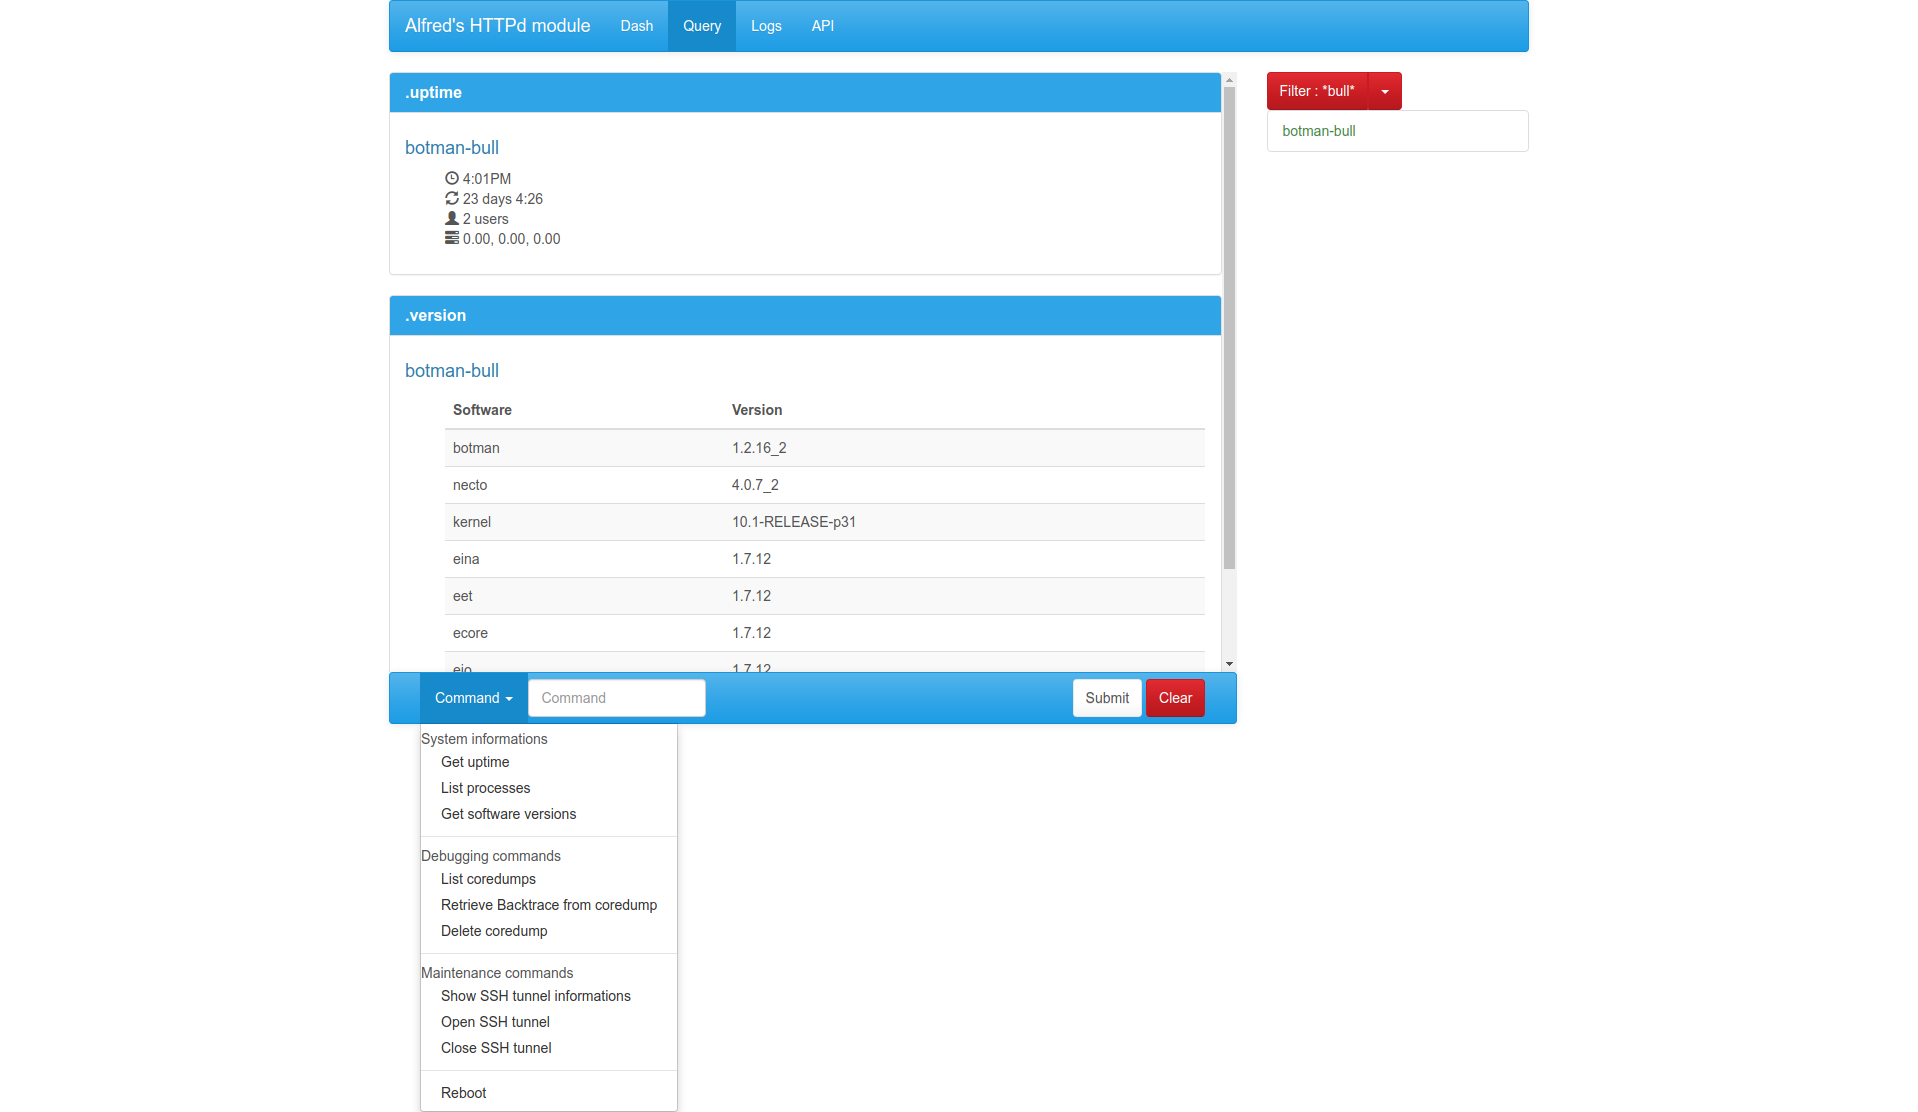 Alfred's HTTPd module Dash Query Logs API
.uptime
botman-bull
4:01PM
23 days 4:26
2 users
0.00, 0.00, 0.00
.version
botman-bull
Software Version
botman 1.2.16_2
necto 4.0.7_2
kernel 10.1-RELEASE-p31
eina 1.7.12
eet 1.7.12
ecore 1.7.12
eio 1.7.12
Filter : *bull*
botman-bull
Command Command Submit Clear
System informations
Get uptime
List processes
Get software versions
Debugging commands
List coredumps
Retrieve Backtrace from coredump
Delete coredump
Maintenance commands
Show SSH tunnel informations
Open SSH tunnel
Close SSH tunnel
Reboot